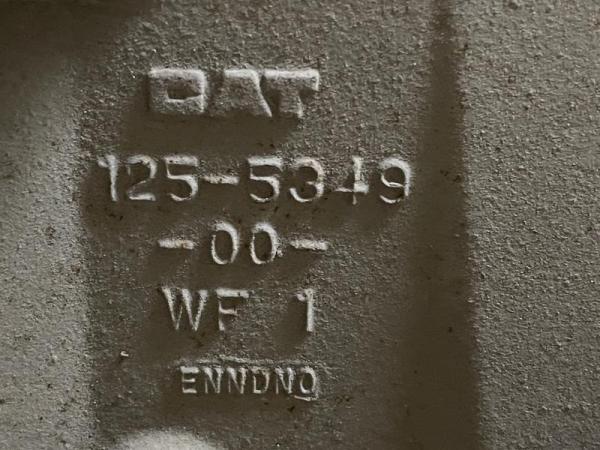 CAT
125-5349
-00-
WF 1
ENNDNQ